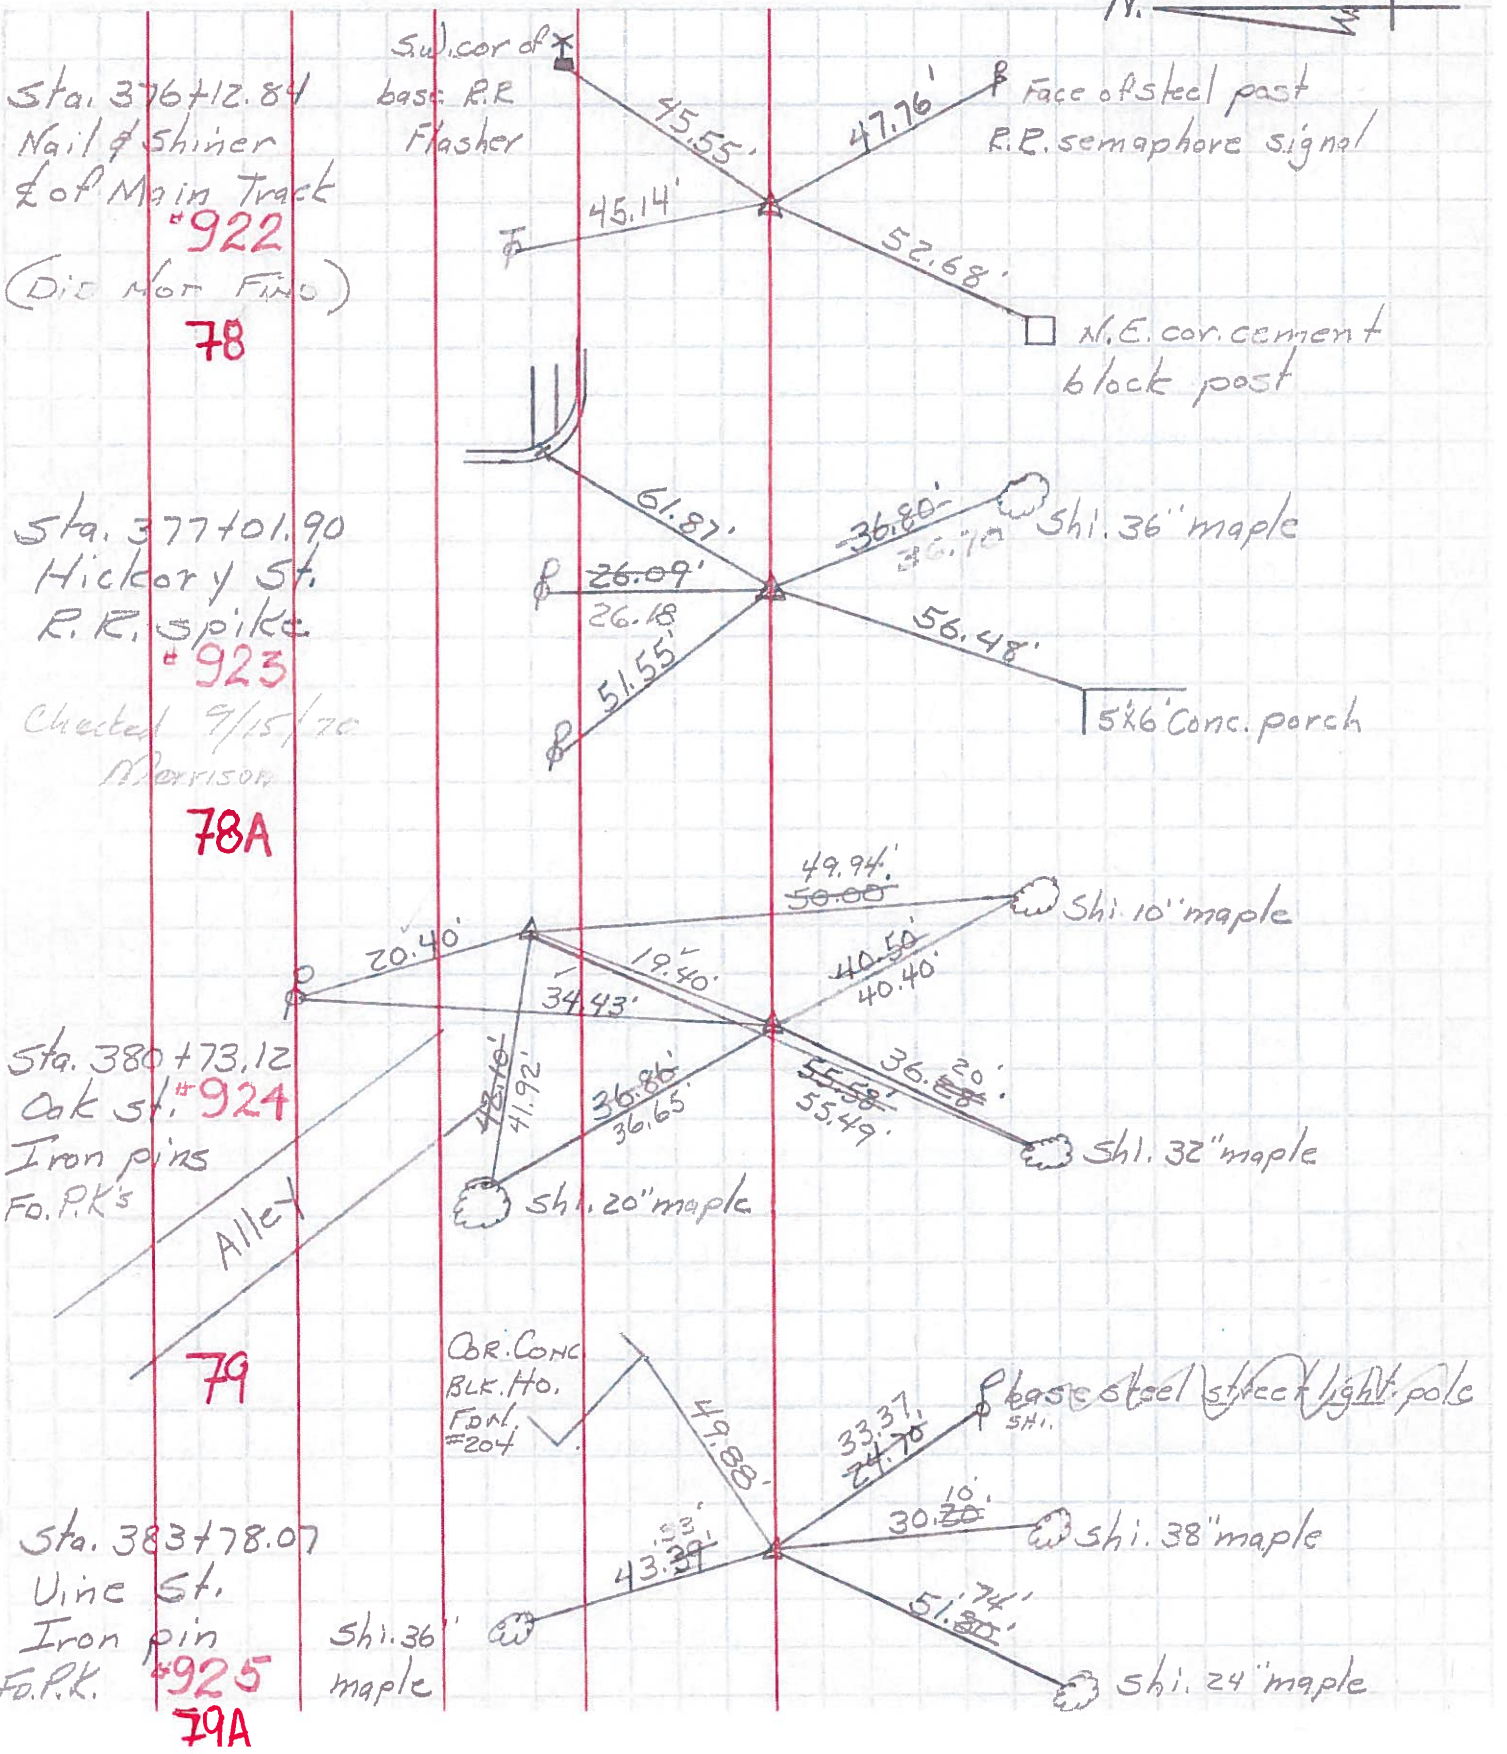 N.
Sta. 376+12.84
Nail & Shiner
℄ of Main Track
#922
(Did Not Find)
78
S.W. cor of
base R.R
Flasher
45.55'
47.76'
Face of steel post
R.R. semaphore signal
45.14'
T
52.68'
N.E. cor. cement
block post
Sta. 377+01.90
Hickory St.
R.R. spike
#923
Checked 9/15/70
Morrison
78A
61.87'
36.80'
36.70
Shi. 36" maple
P
26.09'
26.18
51.55'
P
56.48'
5'x6' Conc. porch
49.94'
50.00'
Shi. 10" maple
20.40'
19.40'
40.50'
40.40'
P
34.43'
Sta. 380+73.12
Oak St. #924
Iron pins
Fo. P.K's
42.10'
41.92'
36.86'
36.65'
55.58'
55.49'
36.28 20'
Shi. 32" maple
Shi. 20" maple
Alley
79
COR. CONC
BLK. HO.
FDN.
#204
49.88'
33.37'
24.70'
P
base steel street light pole
SHI.
30.20 10'
Shi. 38" maple
Sta. 383+78.07
Vine St.
Iron pin
Fo. P.K. #925
79A
43.39' .53'
Shi. 36"
maple
51.80' 74'
Shi. 24" maple